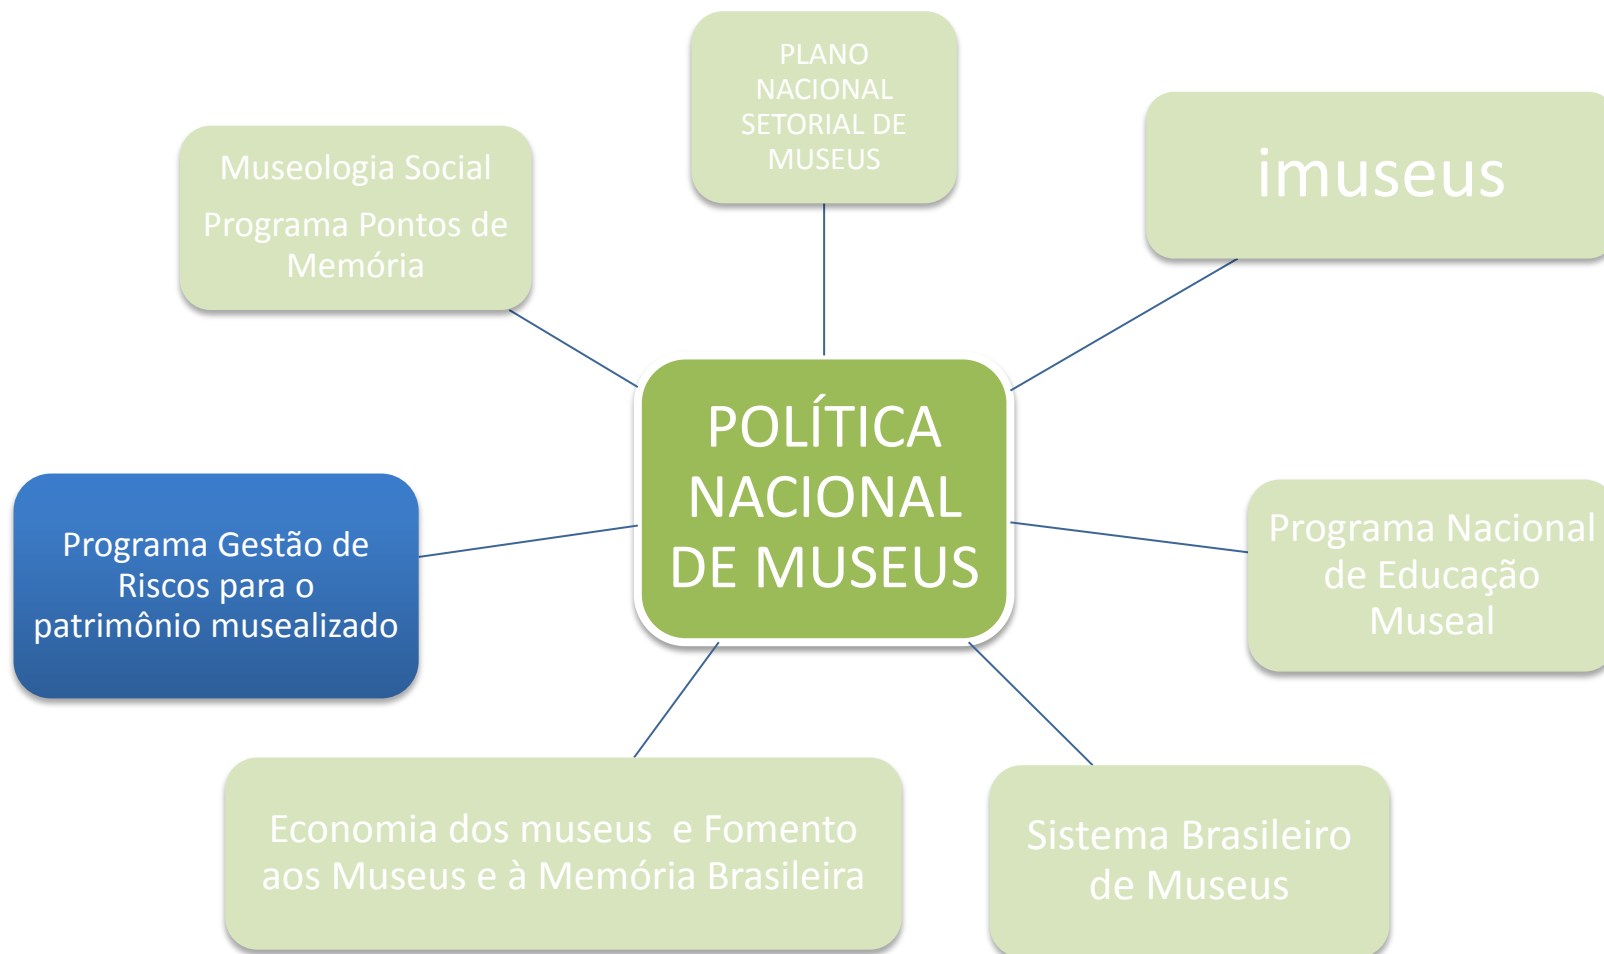 PLANO
NACIONAL
SETORIAL DE
MUSEUS
imuseus
Museologia Social
Programa Pontos de
Memória
POLÍTICA
NACIONAL
DE MUSEUS
Programa Gestão de
Riscos para o
patrimônio musealizado
Programa Nacional
de Educação
Museal
Economia dos museus e Fomento
aos Museus e à Memória Brasileira
Sistema Brasileiro
de Museus